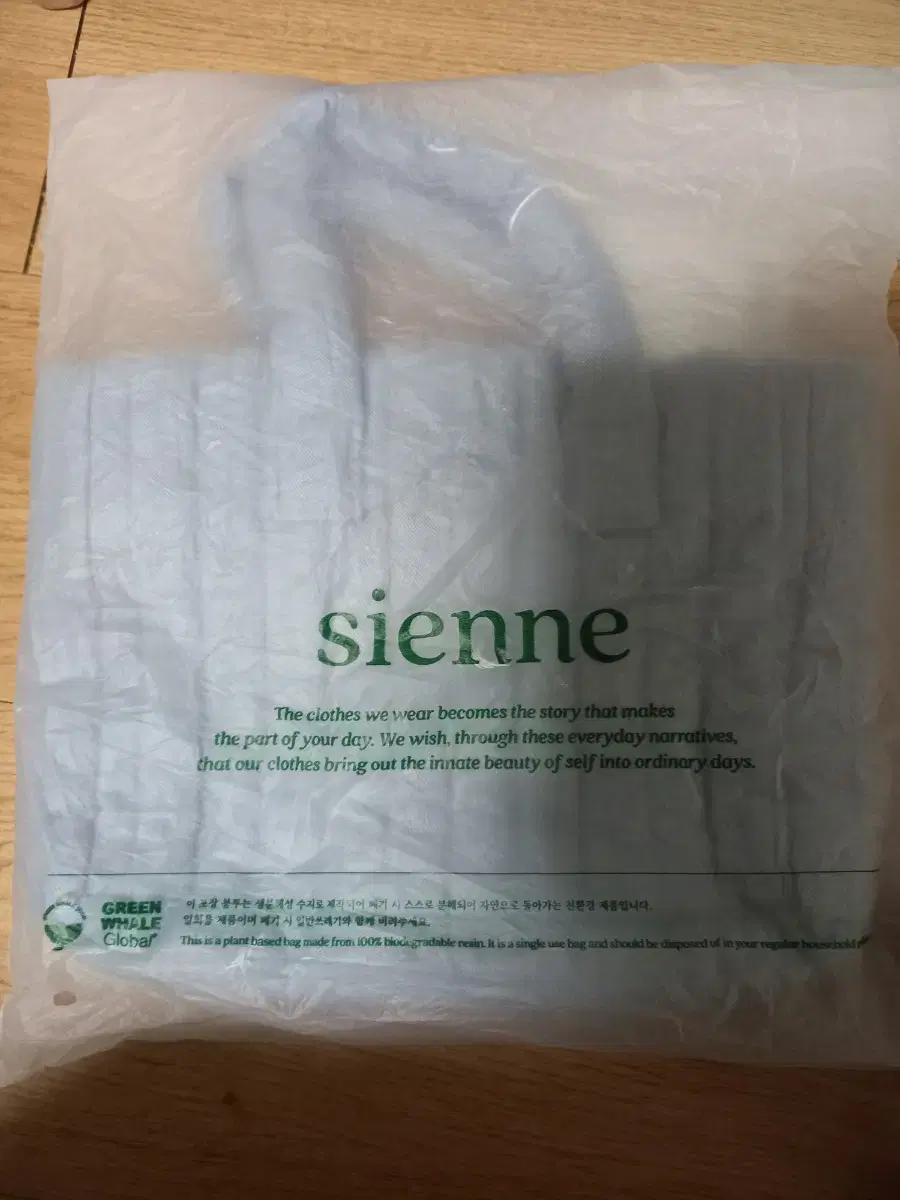 sienne
The clothes we wear becomes the story that makes
the part of your day. We wish, through these everyday narratives,
that our clothes bring out the innate beauty of self into ordinary days.
GREEN
WHALE
Global
이 포장 봉투는 생분해성 수지로 제작되어 폐기 시 스스로 분해되어 자연으로 돌아가는 친환경 제품입니다.
일회용 제품이며 폐기 시 일반쓰레기와 함께 버려주세요.
This is a plant based bag made from 100% biodegradable resin. It is a single use bag and should be disposed of in your regular household